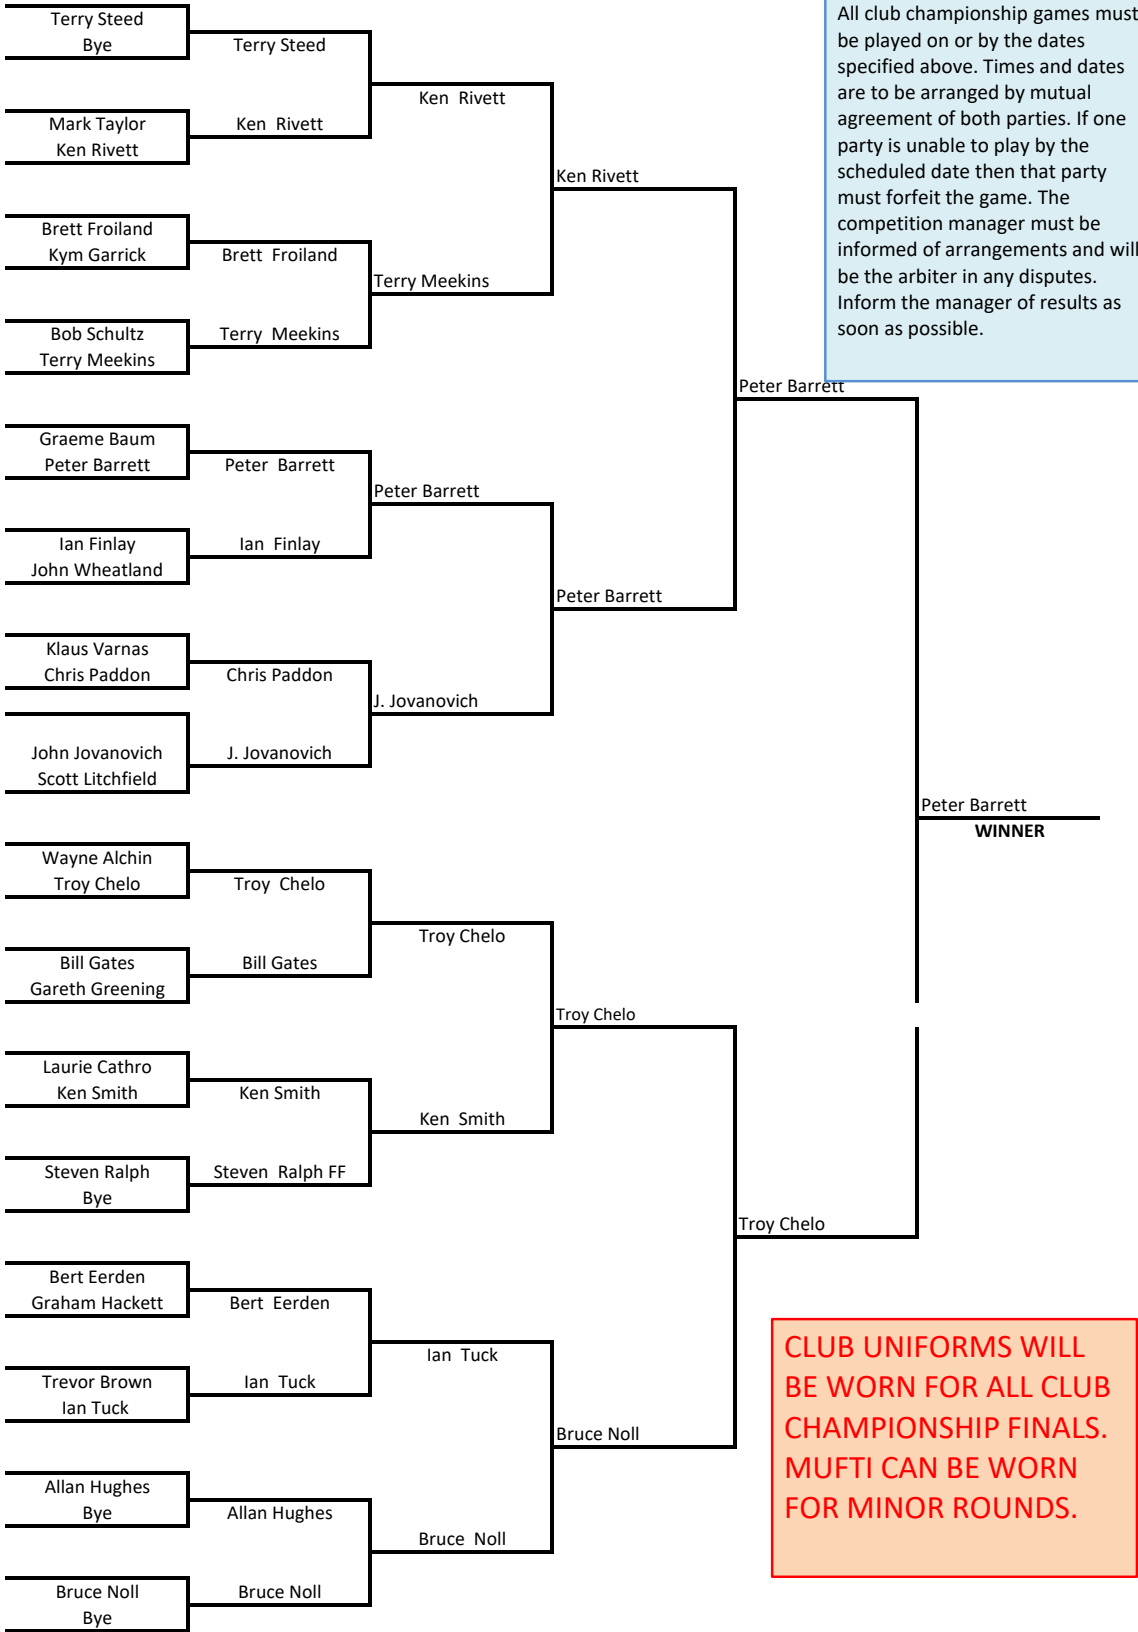 Terry Steed
Bye
Mark Taylor
Ken Rivett
Brett Froiland
Kym Garrick
Bob Schultz
Terry Meekins
Graeme Baum
Peter Barrett
Ian Finlay
John Wheatland
Klaus Varnas
Chris Paddon
John Jovanovich
Scott Litchfield
Wayne Alchin
Troy Chelo
Bill Gates
Gareth Greening
Laurie Cathro
Ken Smith
Steven Ralph
Bye
Bert Eerden
Graham Hackett
Trevor Brown
Ian Tuck
Allan Hughes
Bye
Bruce Noll
Bye
Terry Steed
Ken Rivett
Brett Froiland
Terry Meekins
Peter Barrett
Ian Finlay
Chris Paddon
J. Jovanovich
Troy Chelo
Bill Gates
Ken Smith
Steven Ralph FF
Bert Eerden
Ian Tuck
Allan Hughes
Bruce Noll
Ken Rivett
Terry Meekins
Peter Barrett
J. Jovanovich
Troy Chelo
Ken Smith
Ian Tuck
Bruce Noll
Ken Rivett
Peter Barrett
Troy Chelo
Bruce Noll
Peter Barrett
Troy Chelo
Peter Barrett
WINNER
All club championship games must
be played on or by the dates
specified above. Times and dates
are to be arranged by mutual
agreement of both parties. If one
party is unable to play by the
scheduled date then that party
must forfeit the game. The
competition manager must be
informed of arrangements and will
be the arbiter in any disputes.
Inform the manager of results as
soon as possible.
CLUB UNIFORMS WILL
BE WORN FOR ALL CLUB
CHAMPIONSHIP FINALS.
MUFTI CAN BE WORN
FOR MINOR ROUNDS.